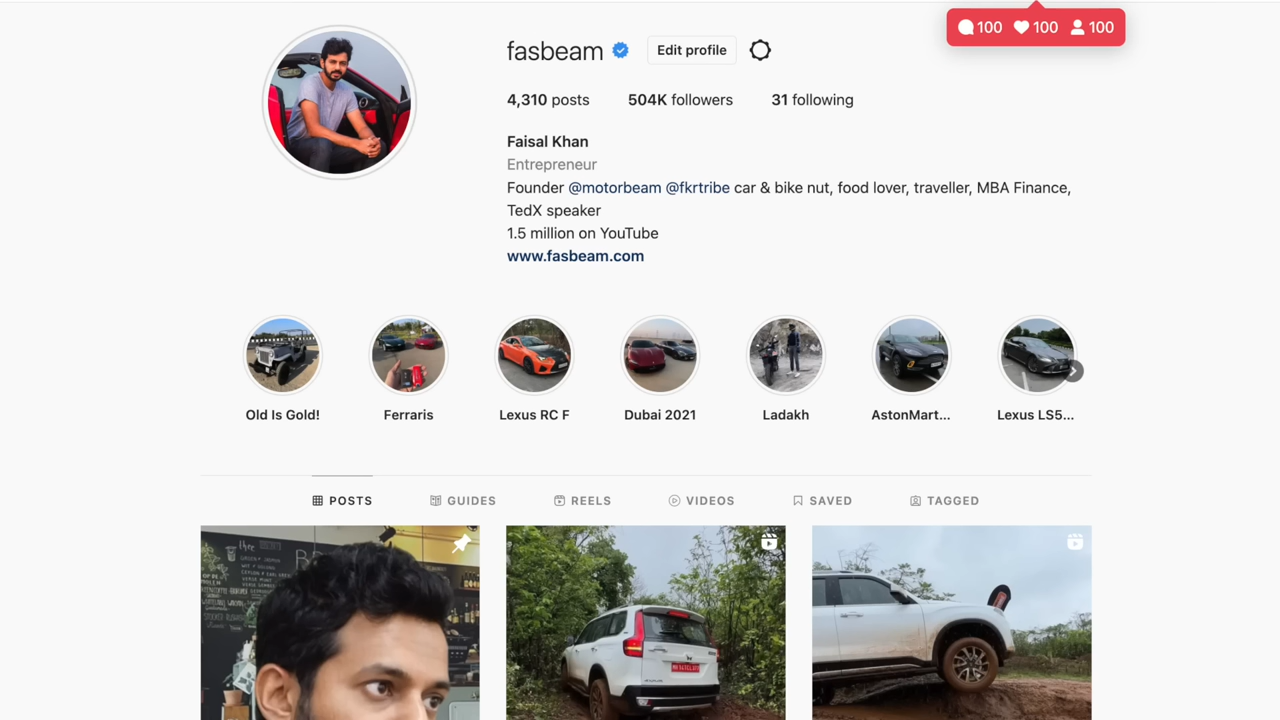 100 100 100
fasbeam Edit profile
4,310 posts 504K followers 31 following
Faisal Khan
Entrepreneur
Founder @motorbeam @fkrtribe car & bike nut, food lover, traveller, MBA Finance,
TedX speaker
1.5 million on YouTube
www.fasbeam.com
Old Is Gold! Ferraris Lexus RC F Dubai 2021 Ladakh AstonMart... Lexus LS5...
POSTS GUIDES REELS VIDEOS SAVED TAGGED